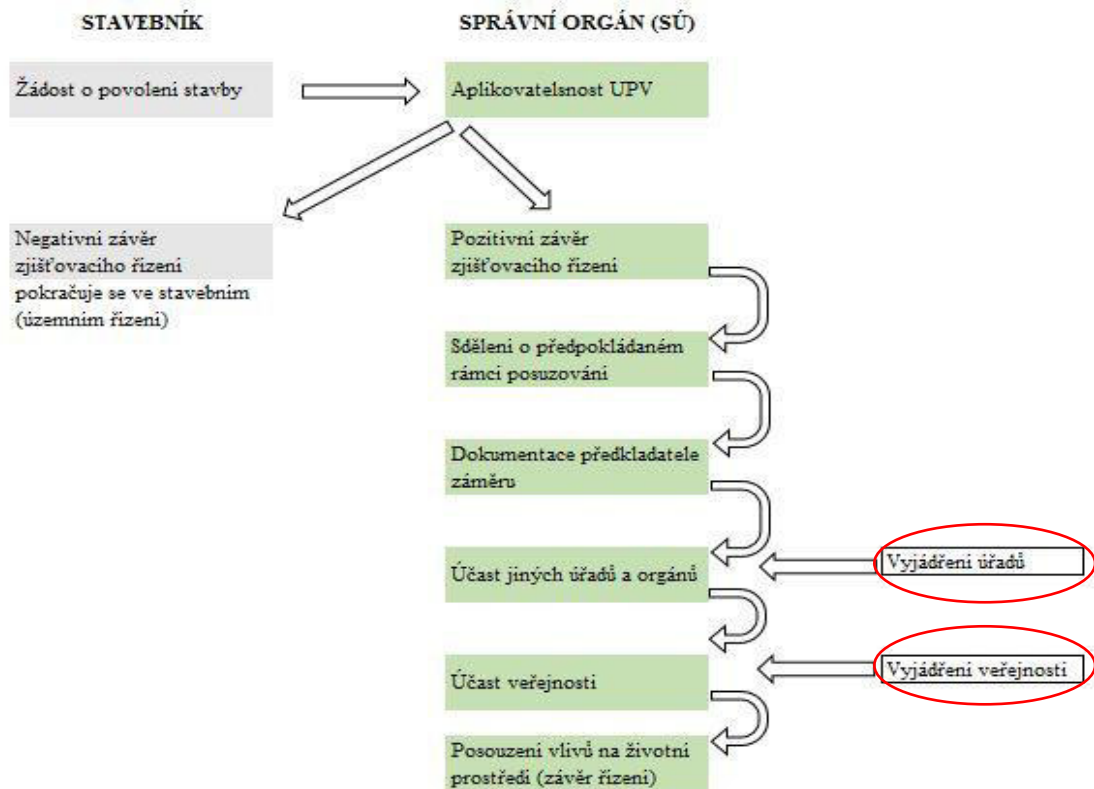 STAVEBNÍK
SPRÁVNÍ ORGÁN (SÚ)
Žádost o povolení stavby
Aplikovatelsnost UPV
Negativní závěr
zjišťovacího řízení
pokračuje se ve stavebním
(územním řízení)
Pozitivní závěr
zjišťovacího řízení
Sdělení o předpokládaném
rámci posuzování
Dokumentace předkladatele
záměru
Účast jiných úřadů a orgánů
Vyjádření úřadů
Účast veřejnosti
Vyjádření veřejnosti
Posouzení vlivů na životní
prostředí (závěr řízení)